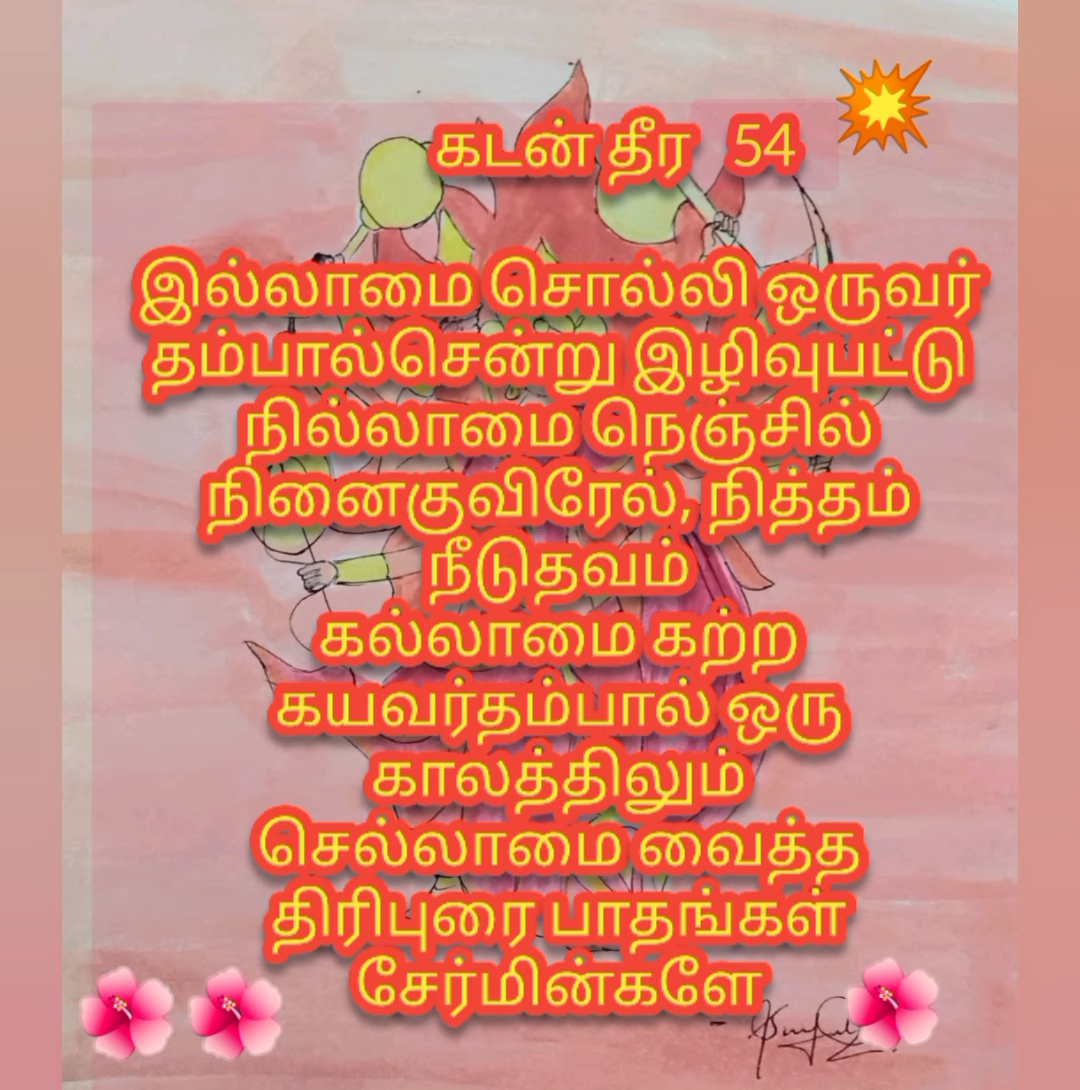 கடன் தீர 54
இல்லாமை சொல்லி ஒருவர்
தம்பால்சென்று இழிவுபட்டு
நில்லாமை நெஞ்சில்
நினைகுவிரேல், நித்தம்
நீடுதவம்
கல்லாமை கற்ற
கயவர்தம்பால் ஒரு
காலத்திலும்
செல்லாமை வைத்த
திரிபுரை பாதங்கள்
சேர்மின்களே